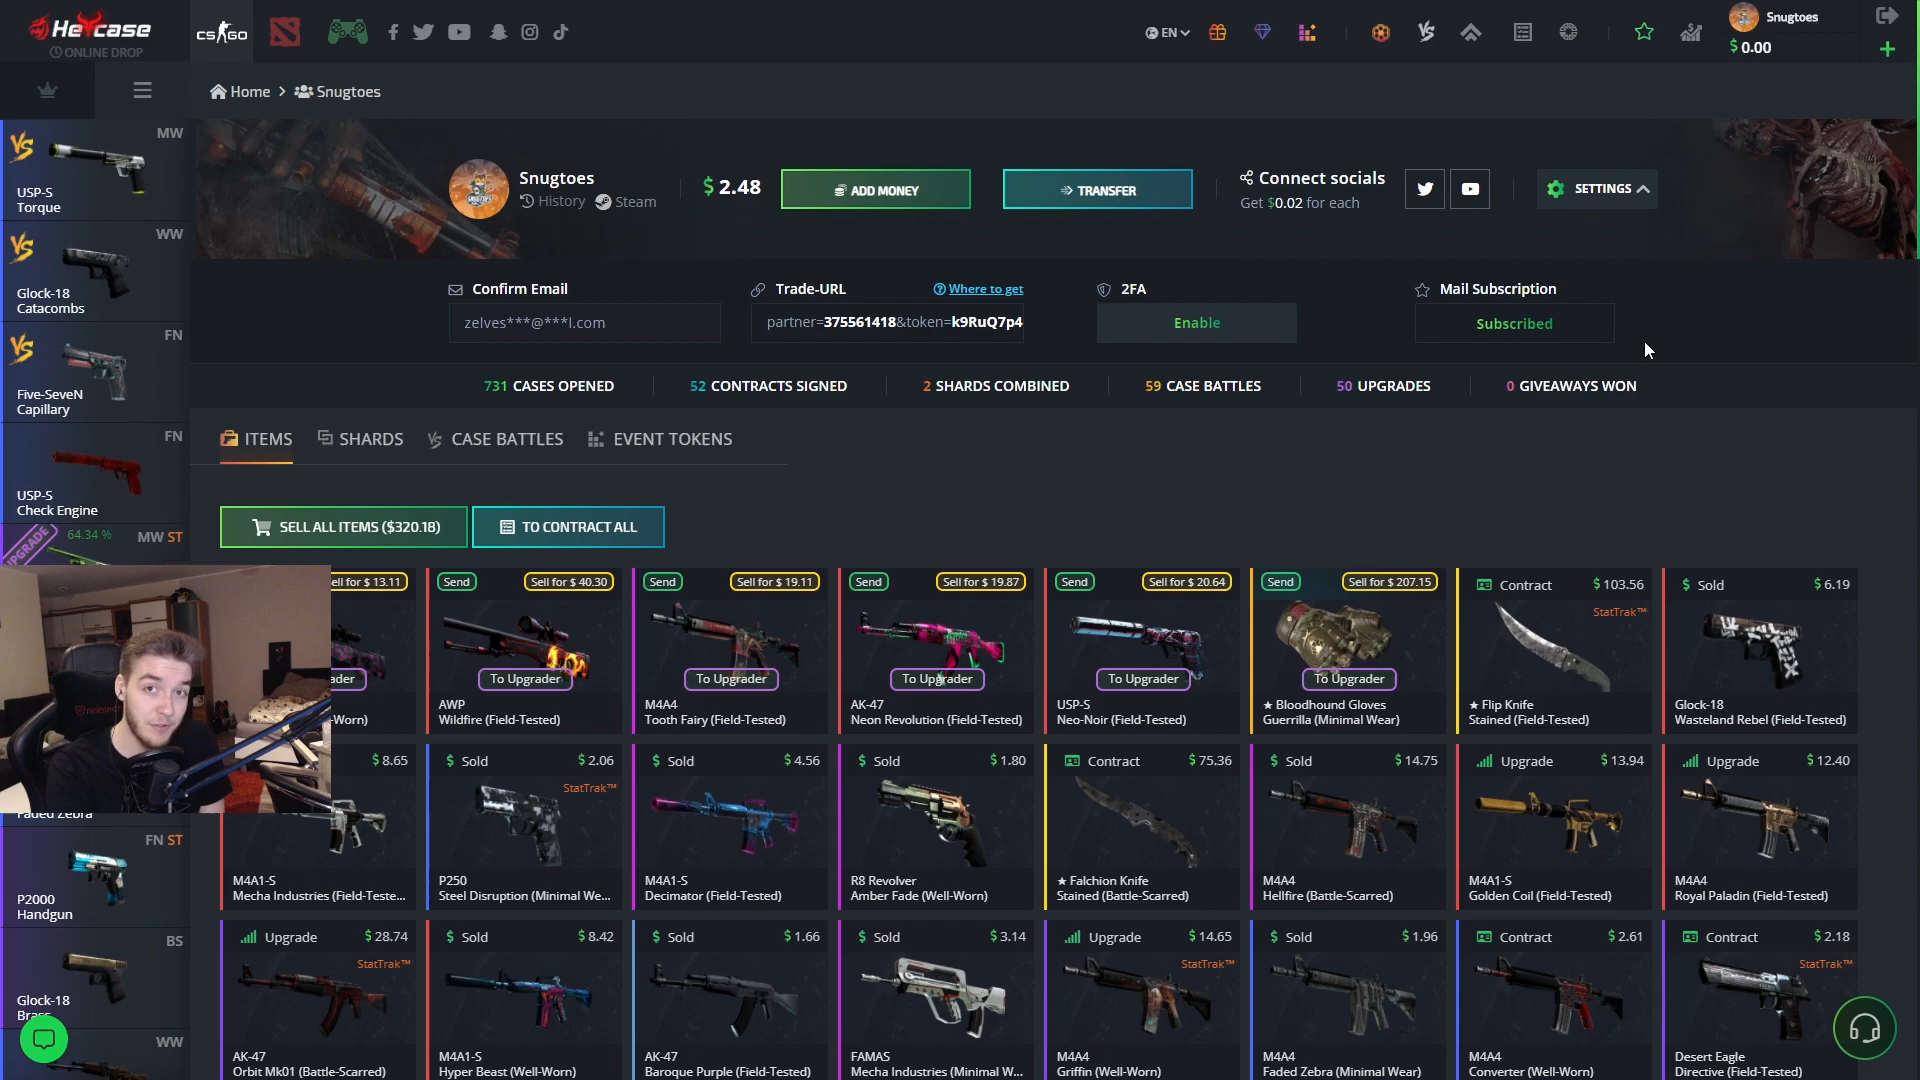 Hellcase
ONLINE DROP
CS:GO
EN
Snugtoes
$ 0.00
Home > Snugtoes
MW
VS
USP-S
Torque
WW
VS
Glock-18
Catacombs
FN
VS
Five-SeveN
Capillary
FN
USP-S
Check Engine
64.34 %
MW ST
UPGRADE
Faded Zebra
FN ST
P2000
Handgun
BS
Glock-18
Brass
WW
Snugtoes
History Steam
$ 2.48
ADD MONEY
TRANSFER
Connect socials
Get $0.02 for each
SETTINGS
Confirm Email
zelves***@***l.com
Trade-URL
Where to get
partner=375561418&token=k9RuQ7p4
2FA
Enable
Mail Subscription
Subscribed
731 CASES OPENED
52 CONTRACTS SIGNED
2 SHARDS COMBINED
59 CASE BATTLES
50 UPGRADES
0 GIVEAWAYS WON
ITEMS
SHARDS
CASE BATTLES
EVENT TOKENS
SELL ALL ITEMS ($320.18)
TO CONTRACT ALL
ell for $ 13.11
ader
-Worn)
Send
Sell for $ 40.30
To Upgrader
AWP
Wildfire (Field-Tested)
Send
Sell for $ 19.11
To Upgrader
M4A4
Tooth Fairy (Field-Tested)
Send
Sell for $ 19.87
To Upgrader
AK-47
Neon Revolution (Field-Tested)
Send
Sell for $ 20.64
To Upgrader
USP-S
Neo-Noir (Field-Tested)
Send
Sell for $ 207.15
To Upgrader
★ Bloodhound Gloves
Guerrilla (Minimal Wear)
Contract
$ 103.56
StatTrak™
★ Flip Knife
Stained (Field-Tested)
$ Sold
$ 6.19
Glock-18
Wasteland Rebel (Field-Tested)
$ 8.65
M4A1-S
Mecha Industries (Field-Teste...
$ Sold
$ 2.06
StatTrak™
P250
Steel Disruption (Minimal We...
$ Sold
$ 4.56
M4A1-S
Decimator (Field-Tested)
$ Sold
$ 1.80
R8 Revolver
Amber Fade (Well-Worn)
Contract
$ 75.36
★ Falchion Knife
Stained (Battle-Scarred)
$ Sold
$ 14.75
M4A4
Hellfire (Battle-Scarred)
Upgrade
$ 13.94
M4A1-S
Golden Coil (Field-Tested)
Upgrade
$ 12.40
M4A4
Royal Paladin (Field-Tested)
Upgrade
$ 28.74
StatTrak™
AK-47
Orbit Mk01 (Battle-Scarred)
$ Sold
$ 8.42
M4A1-S
Hyper Beast (Well-Worn)
$ Sold
$ 1.66
AK-47
Baroque Purple (Field-Tested)
$ Sold
$ 3.14
FAMAS
Mecha Industries (Minimal W...
Upgrade
$ 14.65
StatTrak™
M4A4
Griffin (Well-Worn)
$ Sold
$ 1.96
M4A4
Faded Zebra (Minimal Wear)
Contract
$ 2.61
M4A4
Converter (Well-Worn)
Contract
$ 2.18
StatTrak™
Desert Eagle
Directive (Field-Tested)